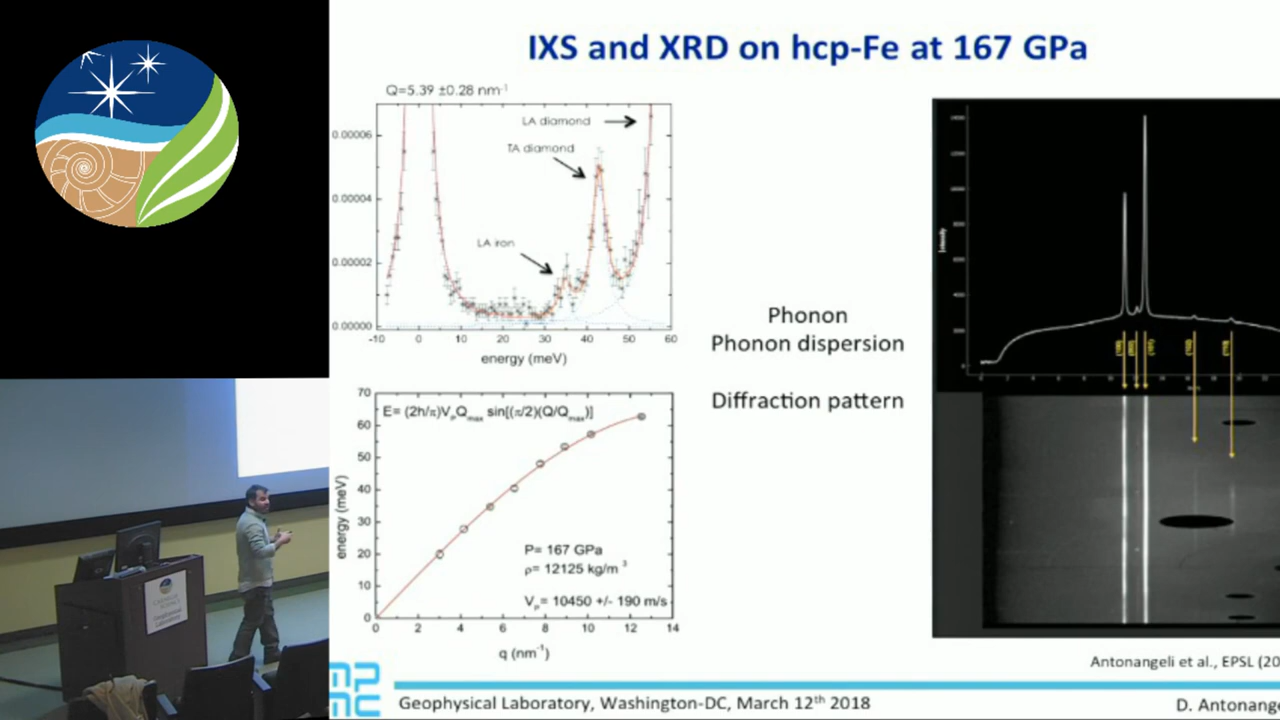 IXS and XRD on hcp-Fe at 167 GPa
Q=5.39 ±0.28 nm-1
LA diamond
TA diamond
LA iron
0.00006
0.00004
0.00002
0.00000
-10 0 10 20 30 40 50 60
energy (meV)
Phonon
Phonon dispersion
Diffraction pattern
E= (2h/π)VPQmax sin[(π/2)(Q/Qmax)]
70
60
50
40
30
20
10
0
energy (meV)
P= 167 GPa
ρ= 12125 kg/m 3
VP= 10450 +/- 190 m/s
0 2 4 6 8 10 12 14
q (nm-1)
Intensity
Antonangeli et al., EPSL (20
Geophysical Laboratory, Washington-DC, March 12th 2018
D. Antonange